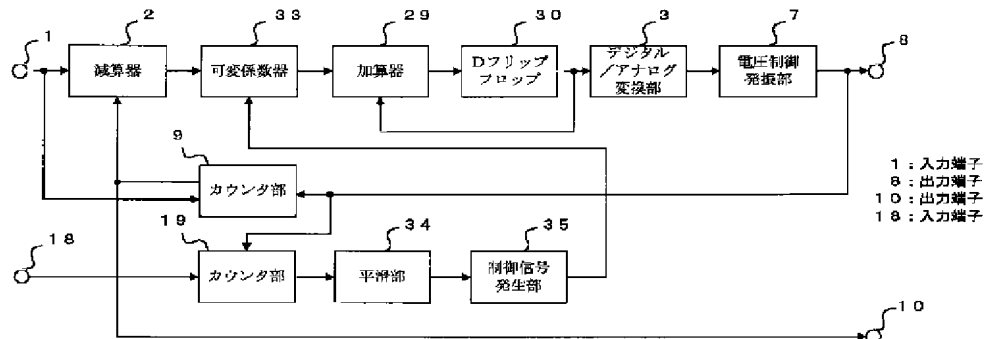 1
2
33
29
30
3
7
8
減算器
可変係数器
加算器
Dフリップ
フロップ
デジタル
／アナログ
変換部
電圧制御
発振部
9
カウンタ部
1：入力端子
8：出力端子
10：出力端子
18：入力端子
18
19
34
35
カウンタ部
平滑部
制御信号
発生部
10